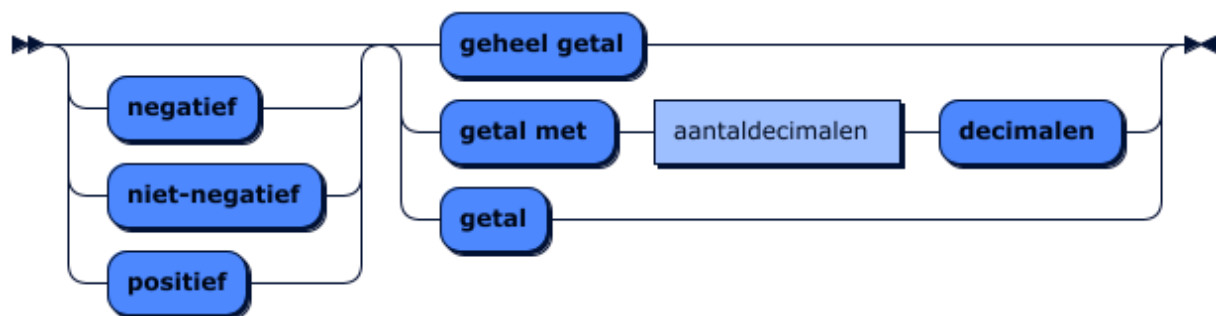 geheel getal
negatief
getal met aantaldecimalen decimalen
niet-negatief
getal
positief